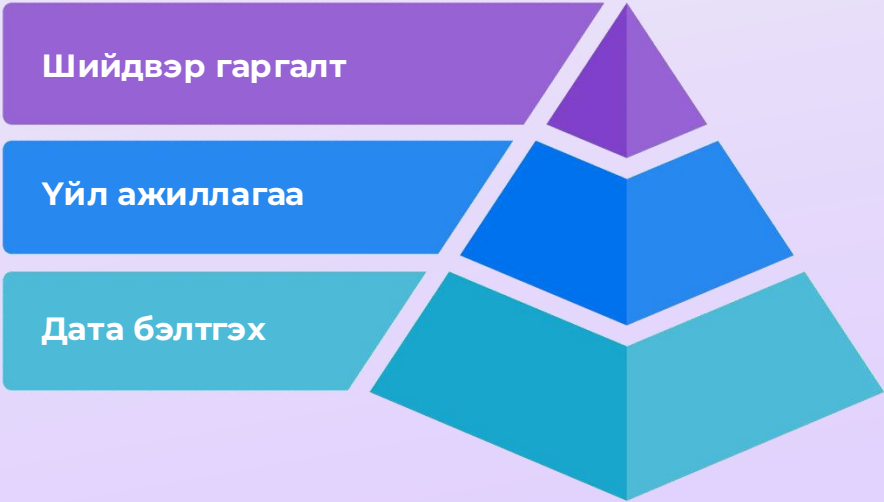 Шийдвэр гаргалт
Үйл ажиллагаа
Дата бэлтгэх